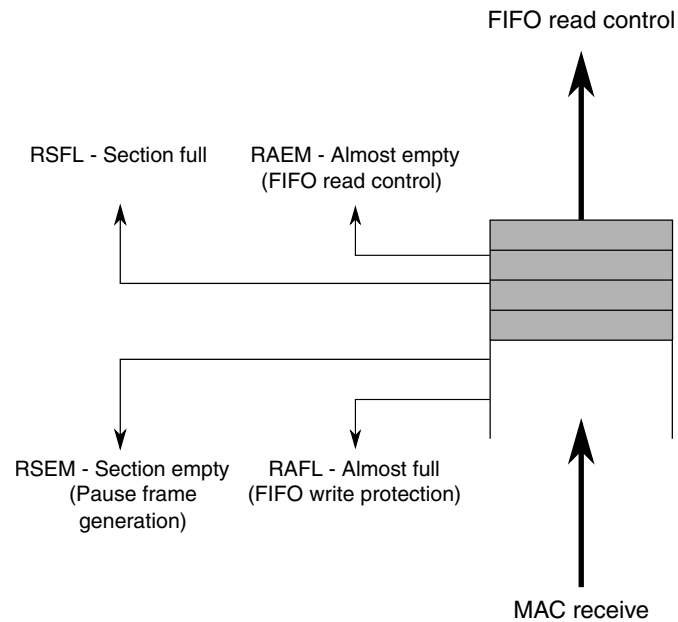 FIFO read control
RSFL - Section full
RAEM - Almost empty
(FIFO read control)
RSEM - Section empty
(Pause frame
generation)
RAFL - Almost full
(FIFO write protection)
MAC receive